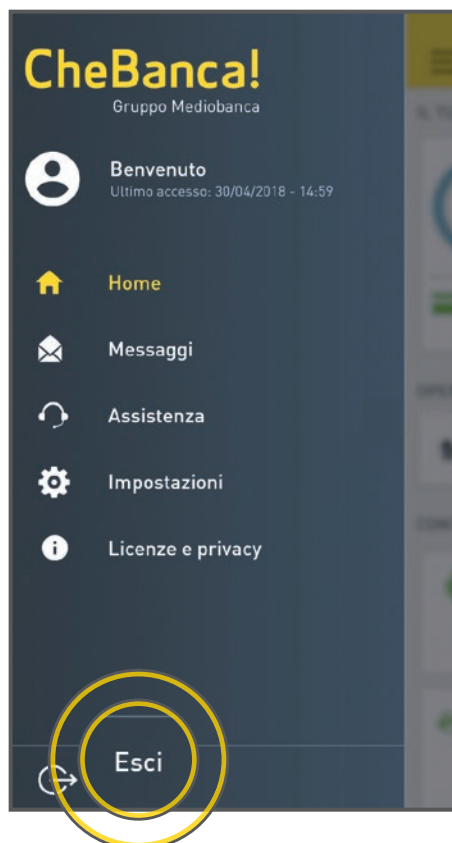 CheBanca!
Gruppo Mediobanca
Benvenuto
Ultimo accesso: 30/04/2018 - 14:59
Home
Messaggi
Assistenza
Impostazioni
Licenze e privacy
Esci